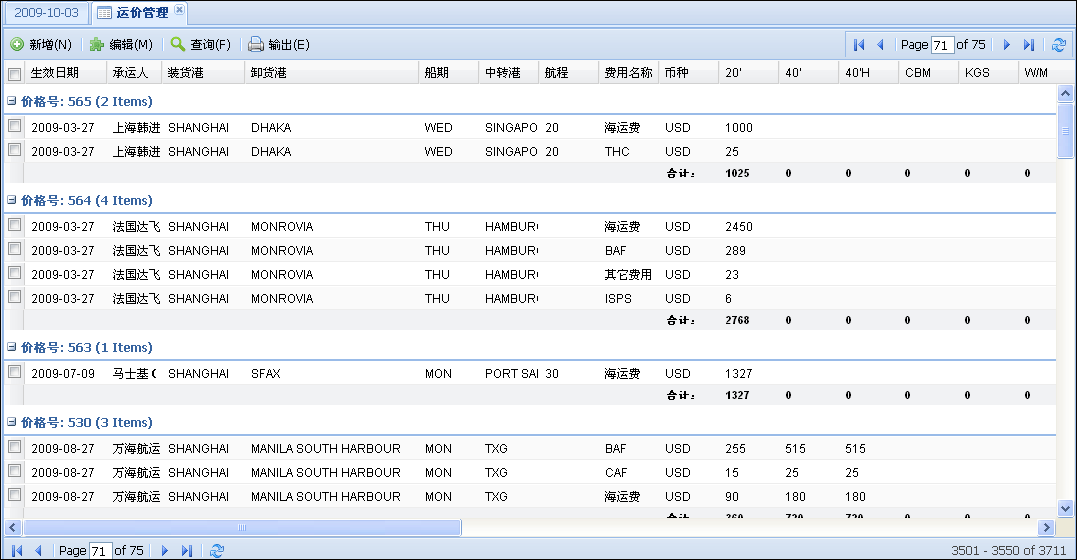 2009-10-03 运价管理
新增(N) 编辑(M) 查询(F) 输出(E) Page 71 of 75
生效日期 承运人 装货港 卸货港 船期 中转港 航程 费用名称 币种 20' 40' 40'H CBM KGS W/M
价格号: 565 (2 Items)
2009-03-27 上海韩进 SHANGHAI DHAKA WED SINGAPO 20 海运费 USD 1000
2009-03-27 上海韩进 SHANGHAI DHAKA WED SINGAPO 20 THC USD 25
合计: 1025 0 0 0 0 0
价格号: 564 (4 Items)
2009-03-27 法国达飞 SHANGHAI MONROVIA THU HAMBUR 海运费 USD 2450
2009-03-27 法国达飞 SHANGHAI MONROVIA THU HAMBUR BAF USD 289
2009-03-27 法国达飞 SHANGHAI MONROVIA THU HAMBUR 其它费用 USD 23
2009-03-27 法国达飞 SHANGHAI MONROVIA THU HAMBUR ISPS USD 6
合计: 2768 0 0 0 0 0
价格号: 563 (1 Items)
2009-07-09 马士基( SHANGHAI SFAX MON PORT SAI 30 海运费 USD 1327
合计: 1327 0 0 0 0 0
价格号: 530 (3 Items)
2009-08-27 万海航运 SHANGHAI MANILA SOUTH HARBOUR MON TXG BAF USD 255 515 515
2009-08-27 万海航运 SHANGHAI MANILA SOUTH HARBOUR MON TXG CAF USD 15 25 25
2009-08-27 万海航运 SHANGHAI MANILA SOUTH HARBOUR MON TXG 海运费 USD 90 180 180
合计: 360 720 720 0 0 0
Page 71 of 75 3501 - 3550 of 3711